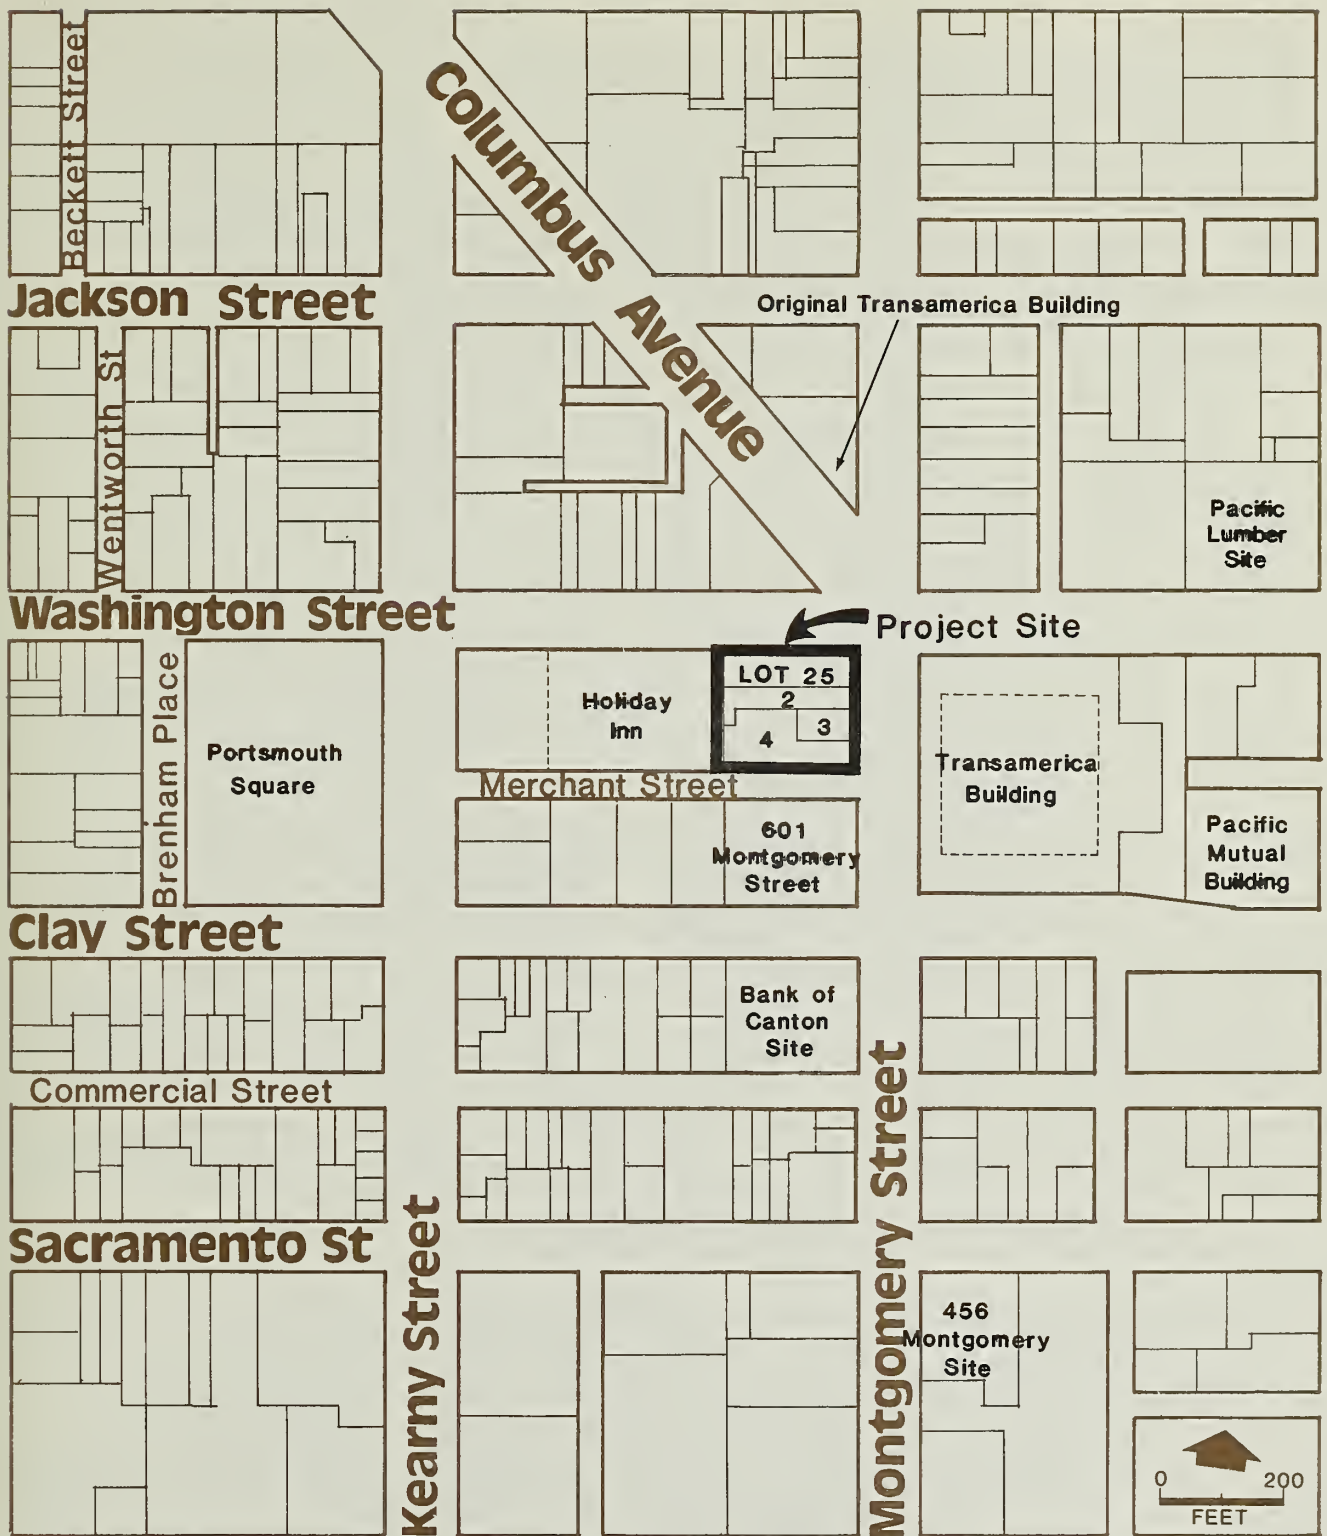 Beckett Street
Columbus Avenue
Jackson Street
Original Transamerica Building
Wentworth St
Pacific
Lumber
Site
Washington Street
Project Site
Brenham Place
Portsmouth
Square
Holiday
Inn
LOT 25
2
3
4
Merchant Street
Transamerica
Building
601
Montgomery
Street
Pacific
Mutual
Building
Clay Street
Bank of
Canton
Site
Commercial Street
Montgomery Street
Sacramento St
Kearny Street
456
Montgomery
Site
0 200
FEET